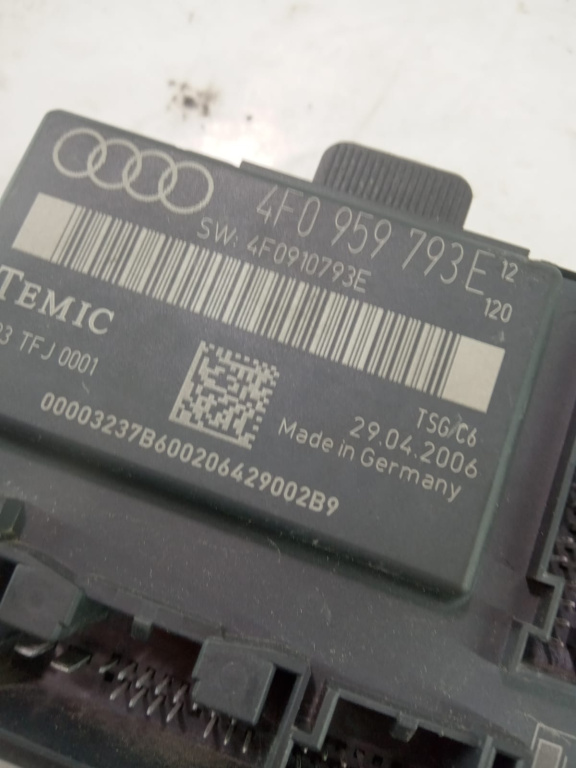 4F0 959 793E 12
120
SW: 4F0910793E
TEMIC
TFJ 0001
TSG/C6
29.04.2006
Made in Germany
00003237B600206429002B9